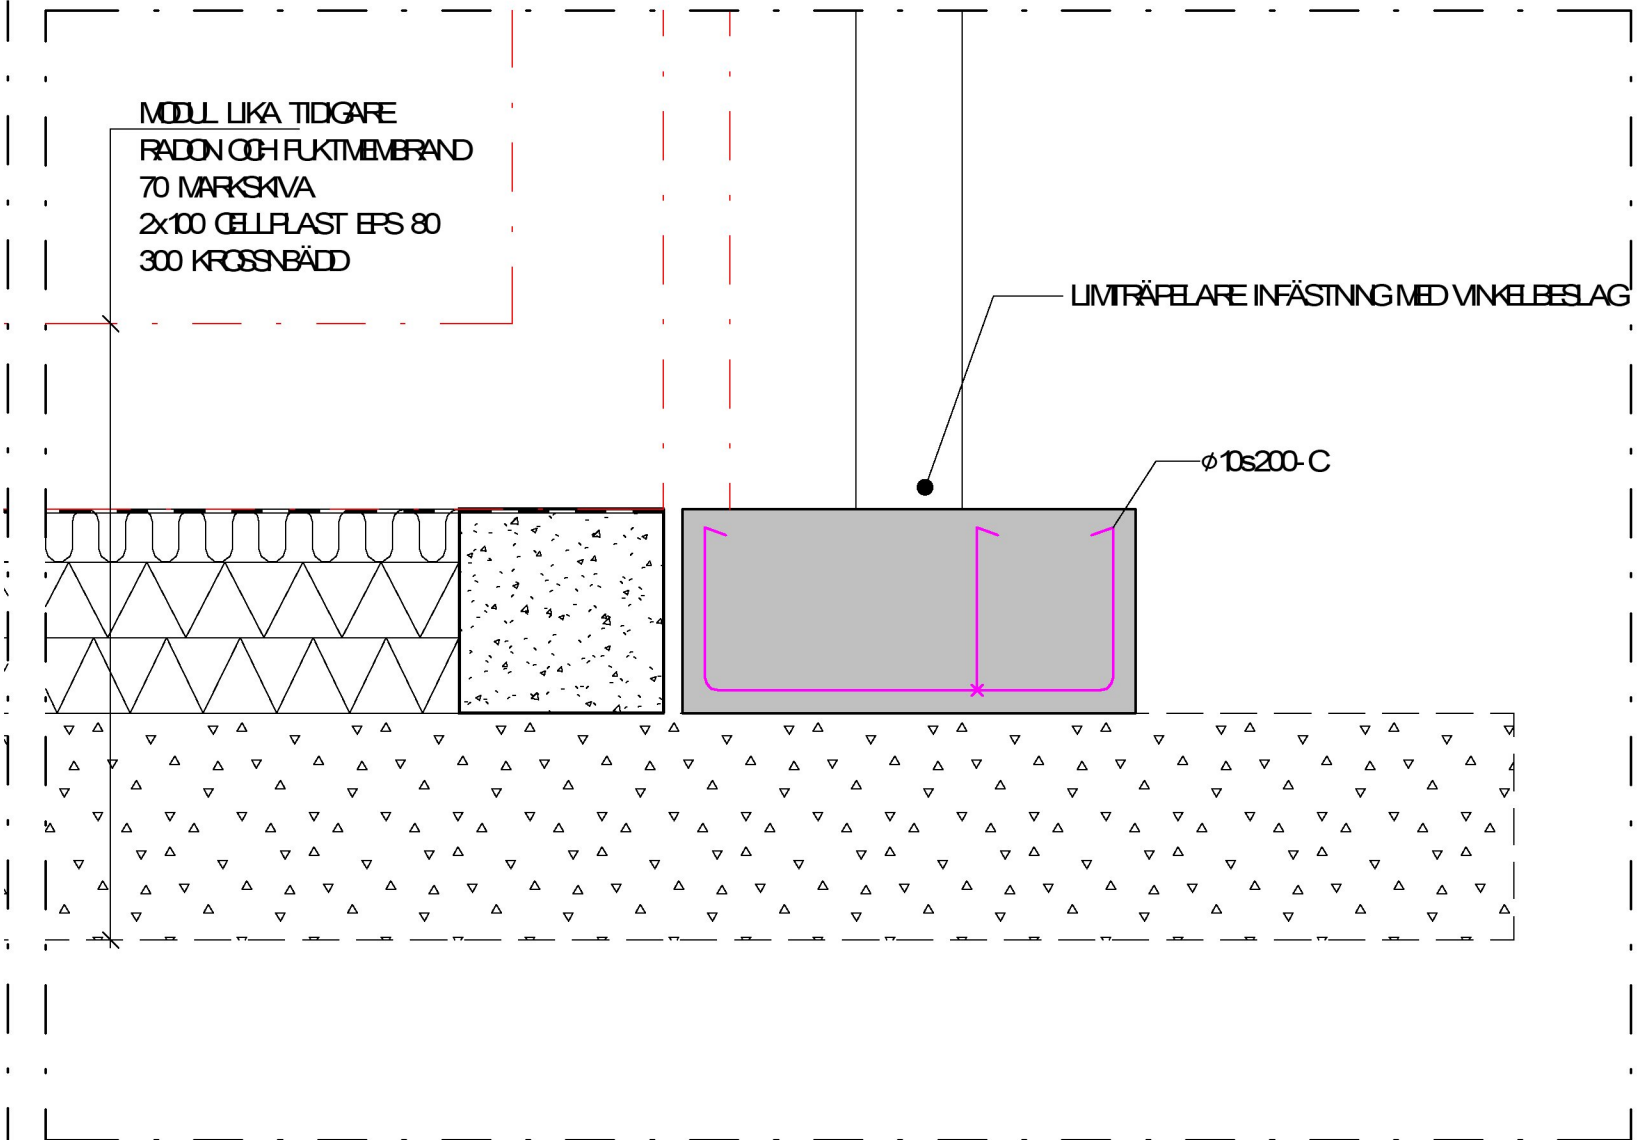 MODUL LIKA TIDIGARE
RADON OCH FUKTMEMBRAND
70 MARKSKIVA
2x100 CELLPLAST EPS 80
300 KROSSNBÄDD
LIMTRÄPELARE INFÄSTNING MED VINKELBESLAG
ϕ10s200-C